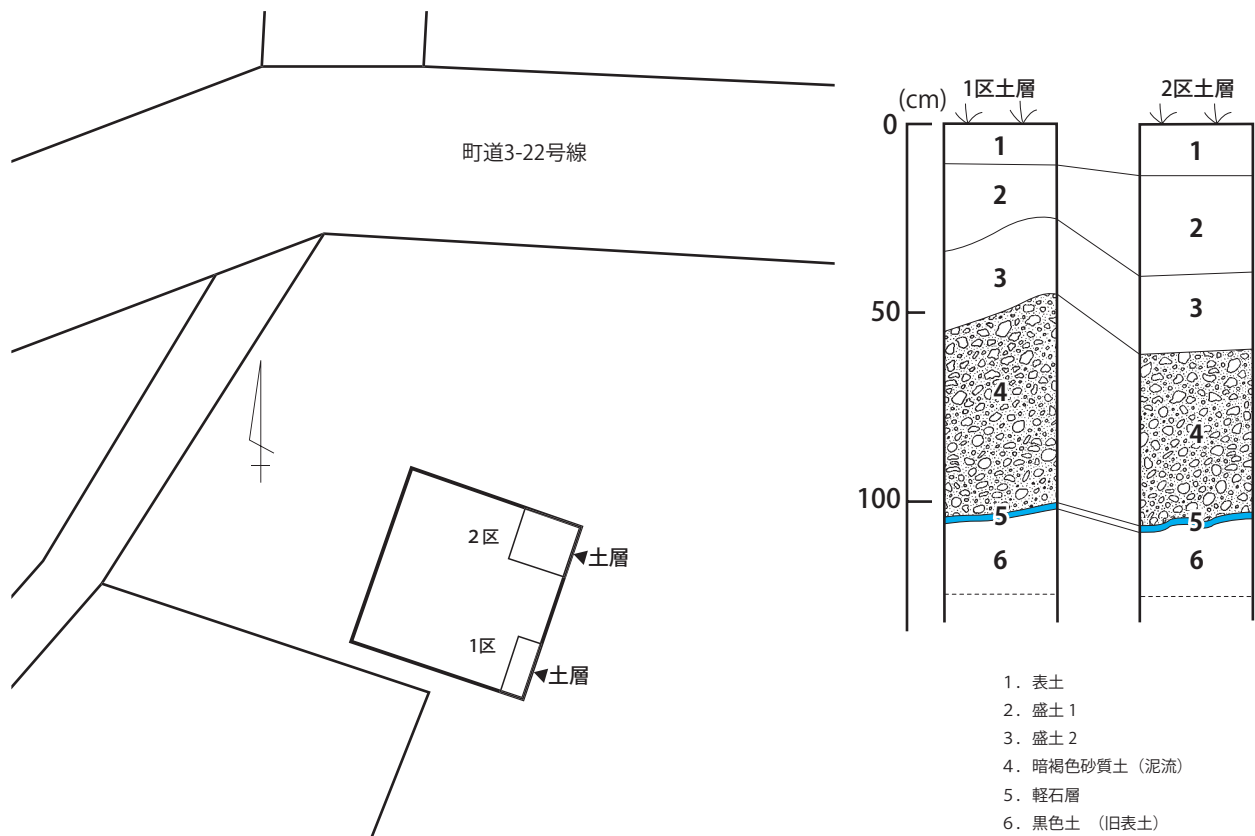 町道3-22号線
2区
土層
1区
土層
1区土層
2区土層
(cm)
0
50
100
1
2
3
4
5
6
1
2
3
4
5
6
1．表土
2．盛土 1
3．盛土 2
4．暗褐色砂質土（泥流）
5．軽石層
6．黒色土　（旧表土）